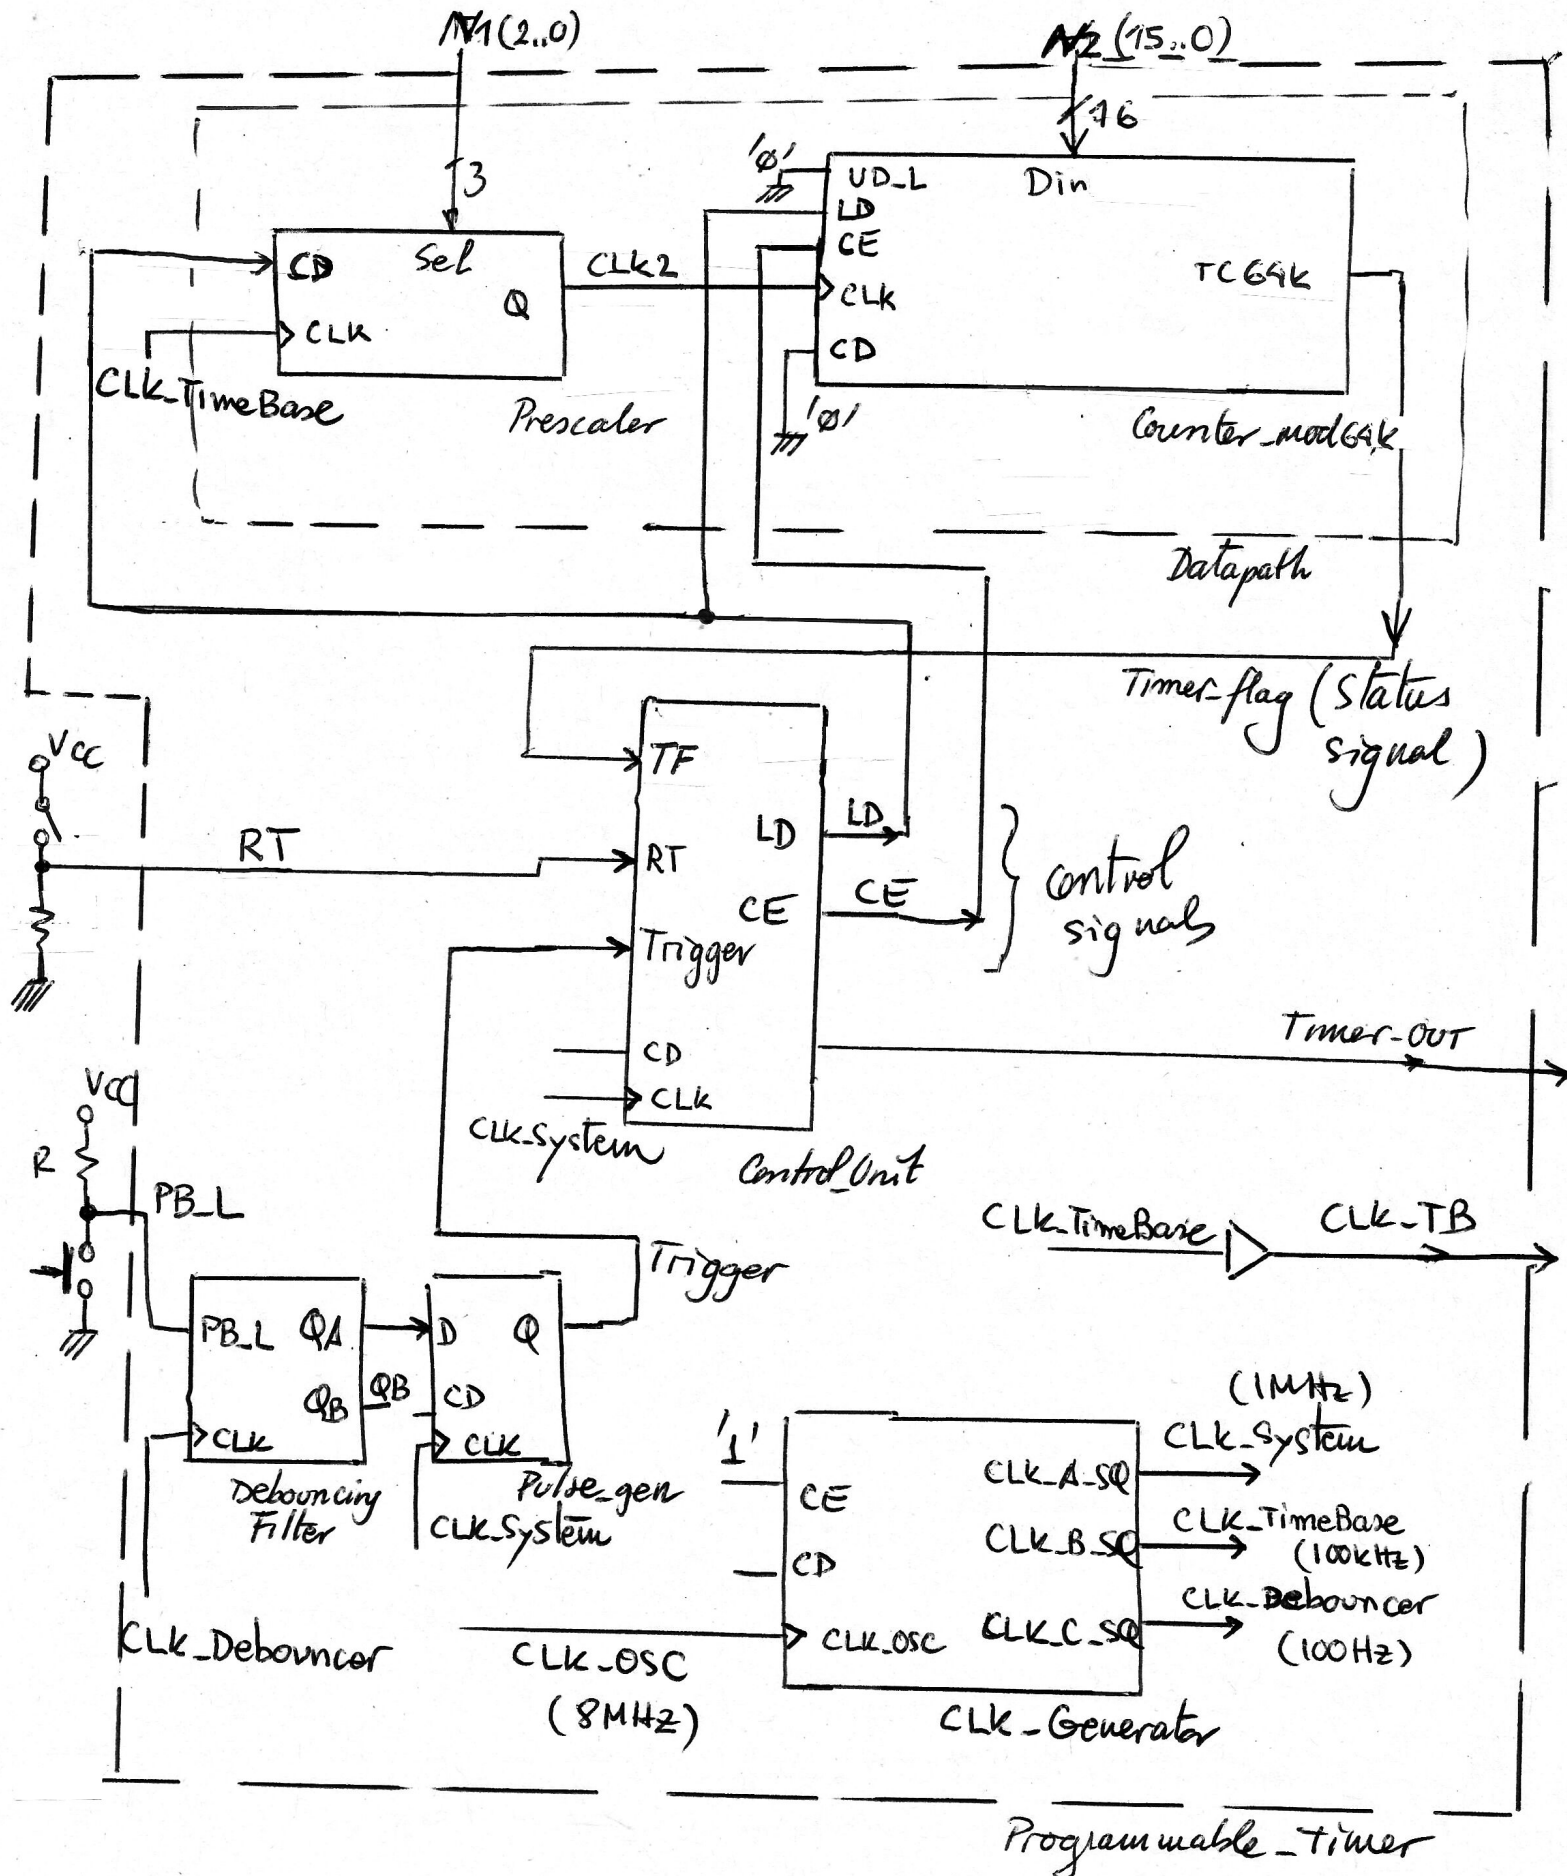 N1(2..0)
N2(15..0)
3
16
'0'
UD_L
Din
LD
CE
CLK
CD
TC64k
'0'
Counter_mod64k
CD
Sel
Q
CLK
CLK2
CLK_TimeBase
Prescaler
Datapath
Timer_flag (Status
signal)
VCC
RT
TF
RT
Trigger
CD
CLK
LD
CE
LD
CE
Control
signals
CLK_System
Control_Unit
Timer_OUT
VCC
R
PB_L
CLK_TimeBase
CLK_TB
Trigger
PB_L
QA
QB
CLK
QB
D
Q
CD
CLK
Debouncing
Filter
Pulse_gen
CLK_System
CLK_Debouncer
'1'
CE
CD
CLK_OSC
CLK_A_SQ
CLK_B_SQ
CLK_C_SQ
(1MHz)
CLK_System
CLK_TimeBase
(100kHz)
CLK_Debouncer
(100Hz)
CLK_OSC
(8MHz)
CLK_Generator
Programmable_Timer